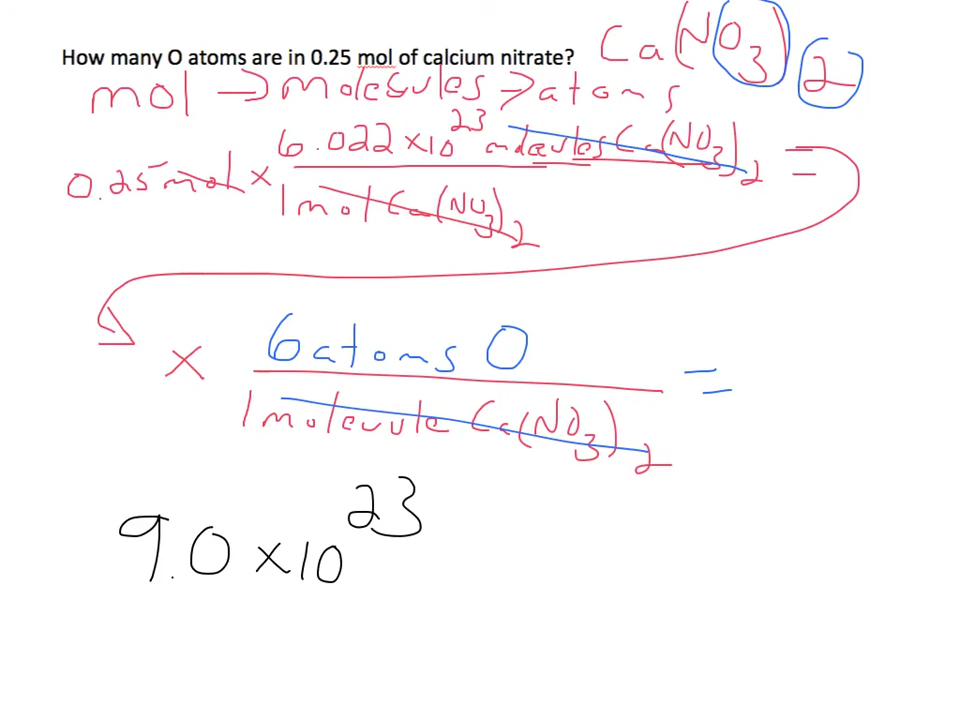 How many O atoms are in 0.25 mol of calcium nitrate? Ca(NO3)2
mol => molecules > atoms
6.022 x 10^23 molecules Ca(NO3)2
0.25 mol x =
1 mol Ca(NO3)2
6 atoms O
x =
1 molecule Ca(NO3)2
9.0 x 10^23